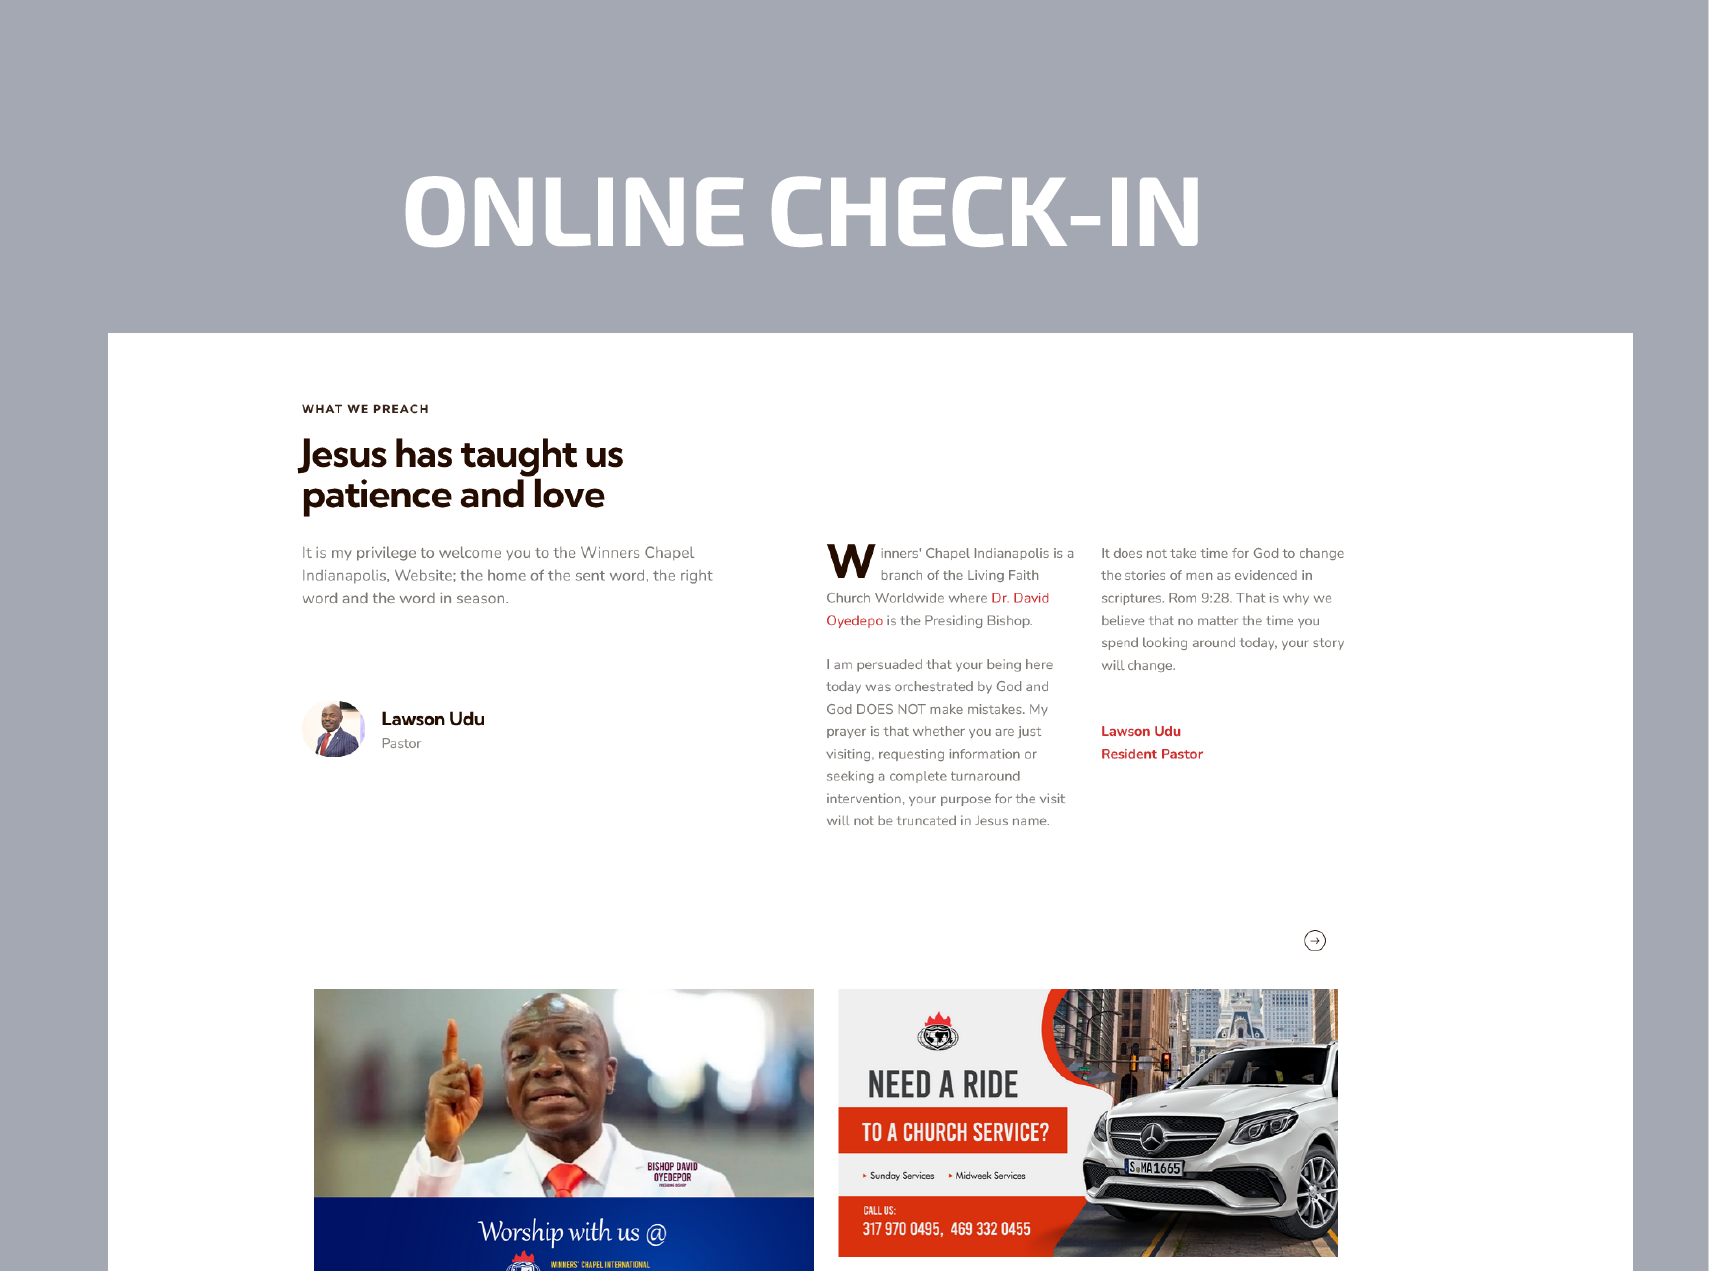 ONLINE CHECK-IN
WHAT WE PREACH
Jesus has taught us
patience and love
It is my privilege to welcome you to the Winners Chapel
Indianapolis, Website; the home of the sent word, the right
word and the word in season.
Lawson Udu
Pastor
Winners' Chapel Indianapolis is a
branch of the Living Faith
Church Worldwide where Dr. David
Oyedepo is the Presiding Bishop.
I am persuaded that your being here
today was orchestrated by God and
God DOES NOT make mistakes. My
prayer is that whether you are just
visiting, requesting information or
seeking a complete turnaround
intervention, your purpose for the visit
will not be truncated in Jesus name.
It does not take time for God to change
the stories of men as evidenced in
scriptures. Rom 9:28. That is why we
believe that no matter the time you
spend looking around today, your story
will change.
Lawson Udu
Resident Pastor
BISHOP DAVID
OYEDEPOR
PRESIDING BISHOP
Worship with us @
WINNERS' CHAPEL INTERNATIONAL
NEED A RIDE
TO A CHURCH SERVICE?
Sunday Services Midweek Services
CALL US:
317 970 0495, 469 332 0455
S MA1665